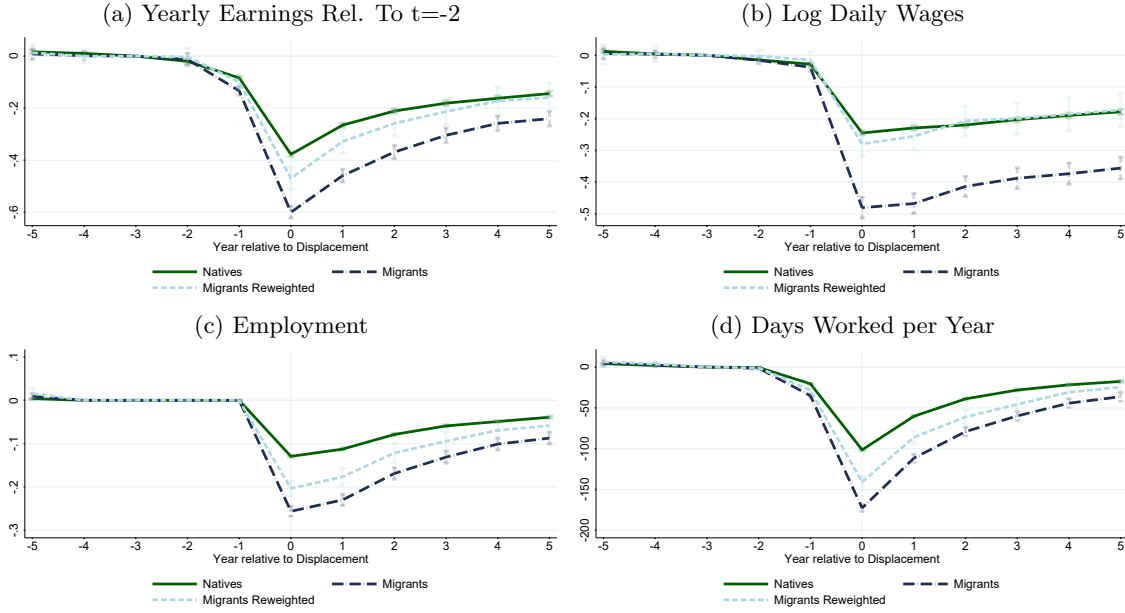 (a) Yearly Earnings Rel. To t=-2
0
-.2
-.4
-.6
-5 -4 -3 -2 -1 0 1 2 3 4 5
Year relative to Displacement
Natives Migrants
Migrants Reweighted
(b) Log Daily Wages
0
-.1
-.2
-.3
-.4
-.5
-5 -4 -3 -2 -1 0 1 2 3 4 5
Year relative to Displacement
Natives Migrants
Migrants Reweighted
(c) Employment
.1
0
-.1
-.2
-.3
-5 -4 -3 -2 -1 0 1 2 3 4 5
Year relative to Displacement
Natives Migrants
Migrants Reweighted
(d) Days Worked per Year
0
-50
-100
-150
-200
-5 -4 -3 -2 -1 0 1 2 3 4 5
Year relative to Displacement
Natives Migrants
Migrants Reweighted